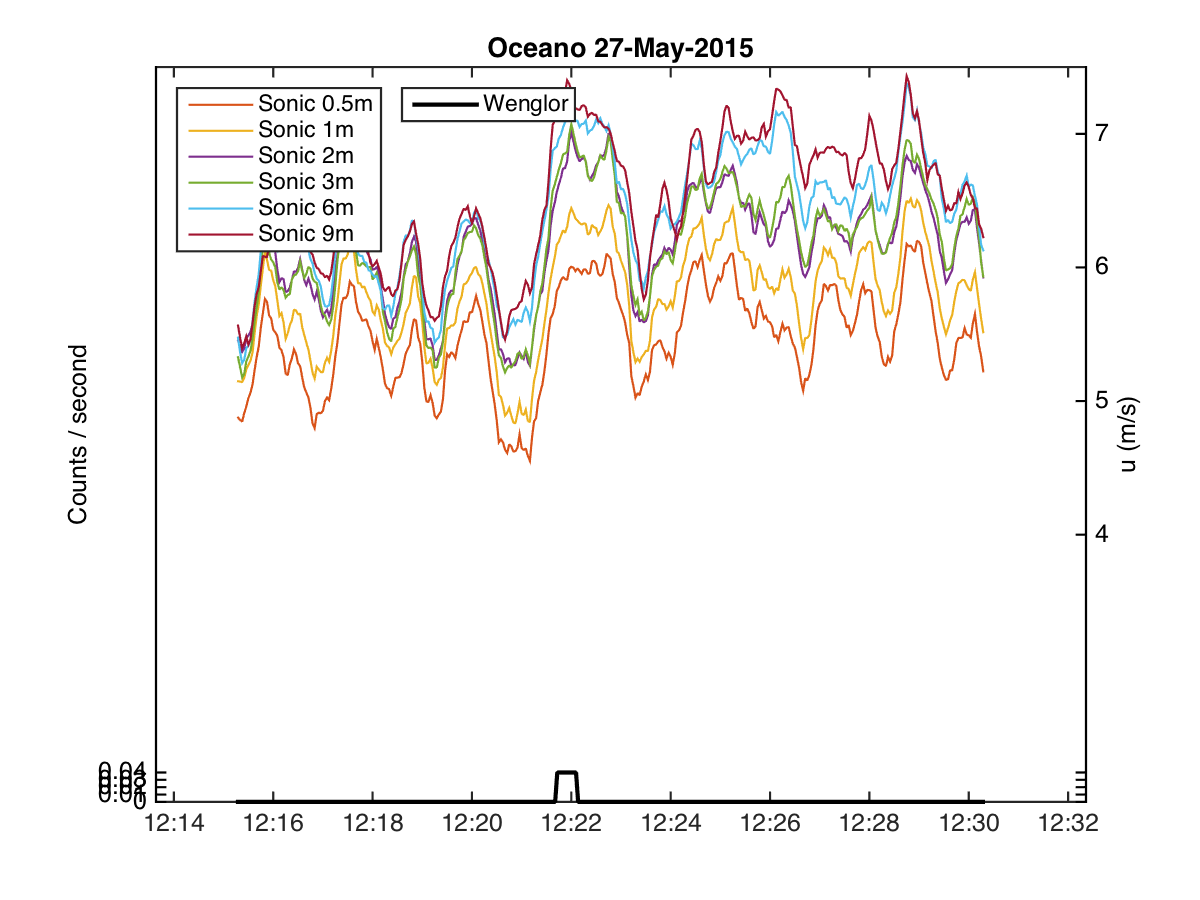 Oceano 27-May-2015
Sonic 0.5m
Sonic 1m
Sonic 2m
Sonic 3m
Sonic 6m
Sonic 9m
Wenglor
Counts / second
u (m/s)
7
6
5
4
0.04
0
12:14 12:16 12:18 12:20 12:22 12:24 12:26 12:28 12:30 12:32